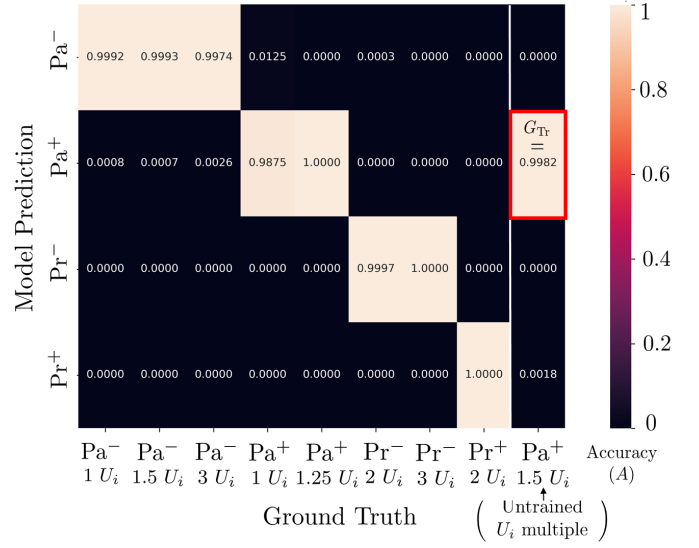 Pa⁻ 0.9992 0.9993 0.9974 0.0125 0.0000 0.0003 0.0000 0.0000 0.0000
Pa⁺ 0.0008 0.0007 0.0026 0.9875 1.0000 0.0000 0.0000 0.0000 G_Tr = 0.9982
Pr⁻ 0.0000 0.0000 0.0000 0.0000 0.0000 0.9997 1.0000 0.0000 0.0000
Pr⁺ 0.0000 0.0000 0.0000 0.0000 0.0000 0.0000 0.0000 1.0000 0.0018
Model Prediction
Pa⁻ Pa⁻ Pa⁻ Pa⁺ Pa⁺ Pr⁻ Pr⁻ Pr⁺ Pa⁺
1 U_i 1.5 U_i 3 U_i 1 U_i 1.25 U_i 2 U_i 3 U_i 2 U_i 1.5 U_i
Ground Truth
( Untrained
U_i multiple )
1
0.8
0.6
0.4
0.2
0
Accuracy
(A)